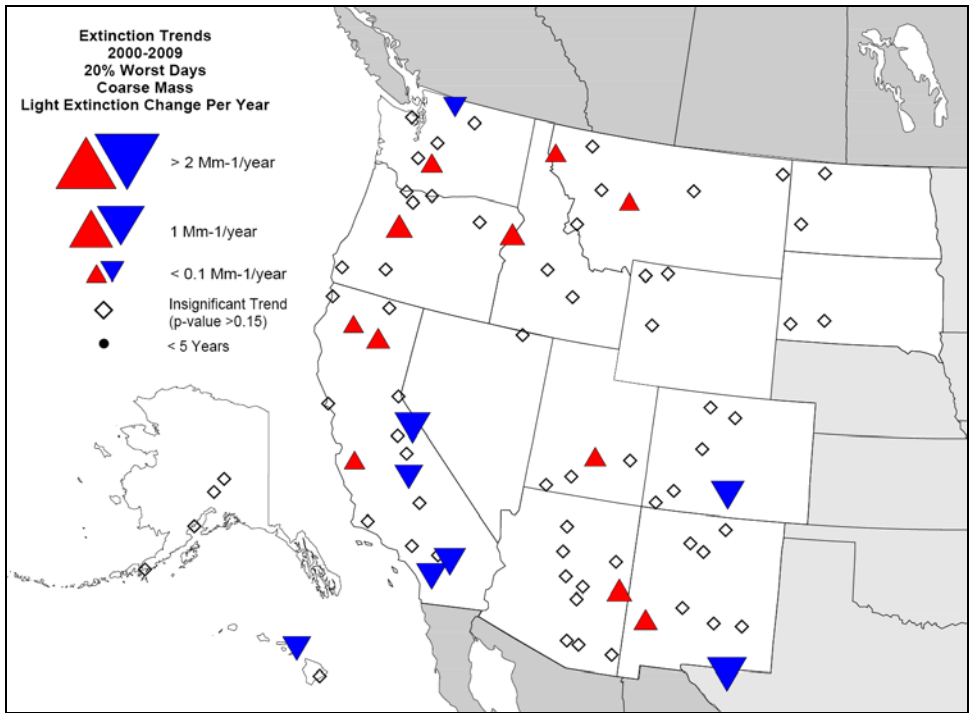 Extinction Trends
2000-2009
20% Worst Days
Coarse Mass
Light Extinction Change Per Year
> 2 Mm-1/year
1 Mm-1/year
< 0.1 Mm-1/year
Insignificant Trend
(p-value >0.15)
< 5 Years